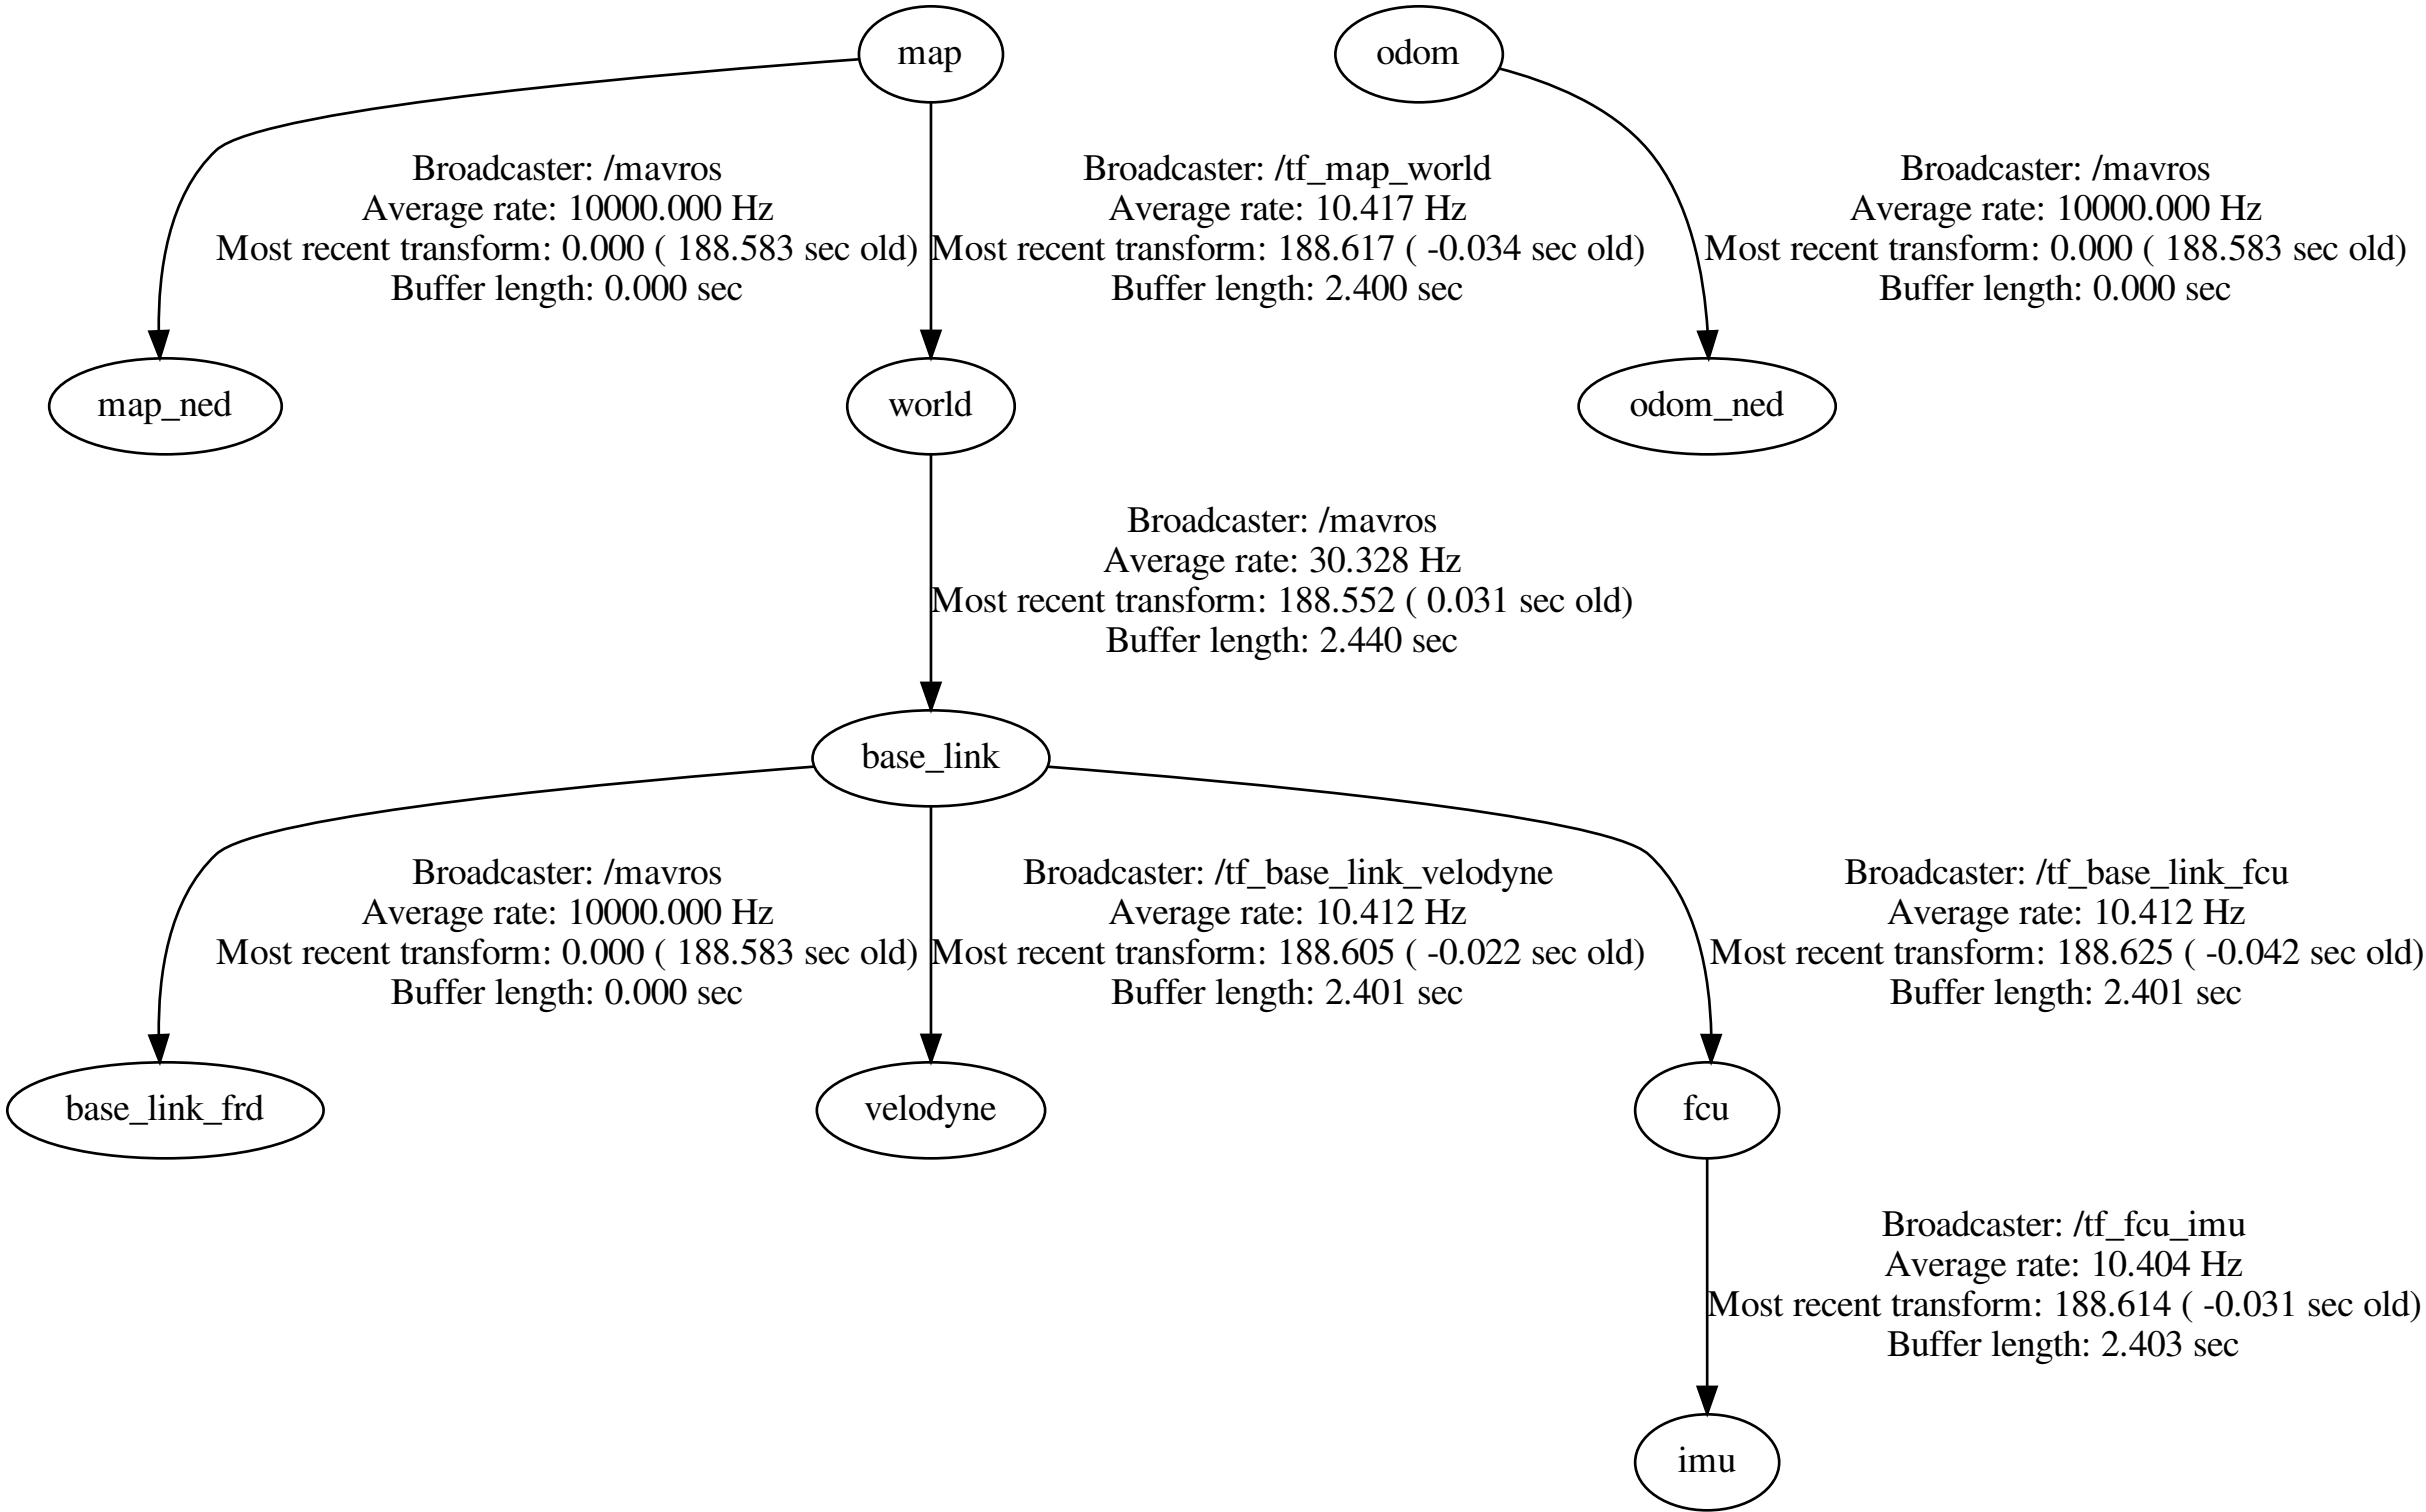 map
odom
Broadcaster: /mavros
Average rate: 10000.000 Hz
Most recent transform: 0.000 ( 188.583 sec old)
Buffer length: 0.000 sec
Broadcaster: /tf_map_world
Average rate: 10.417 Hz
Most recent transform: 188.617 ( -0.034 sec old)
Buffer length: 2.400 sec
Broadcaster: /mavros
Average rate: 10000.000 Hz
Most recent transform: 0.000 ( 188.583 sec old)
Buffer length: 0.000 sec
map_ned
world
odom_ned
Broadcaster: /mavros
Average rate: 30.328 Hz
Most recent transform: 188.552 ( 0.031 sec old)
Buffer length: 2.440 sec
base_link
Broadcaster: /mavros
Average rate: 10000.000 Hz
Most recent transform: 0.000 ( 188.583 sec old)
Buffer length: 0.000 sec
Broadcaster: /tf_base_link_velodyne
Average rate: 10.412 Hz
Most recent transform: 188.605 ( -0.022 sec old)
Buffer length: 2.401 sec
Broadcaster: /tf_base_link_fcu
Average rate: 10.412 Hz
Most recent transform: 188.625 ( -0.042 sec old)
Buffer length: 2.401 sec
base_link_frd
velodyne
fcu
Broadcaster: /tf_fcu_imu
Average rate: 10.404 Hz
Most recent transform: 188.614 ( -0.031 sec old)
Buffer length: 2.403 sec
imu